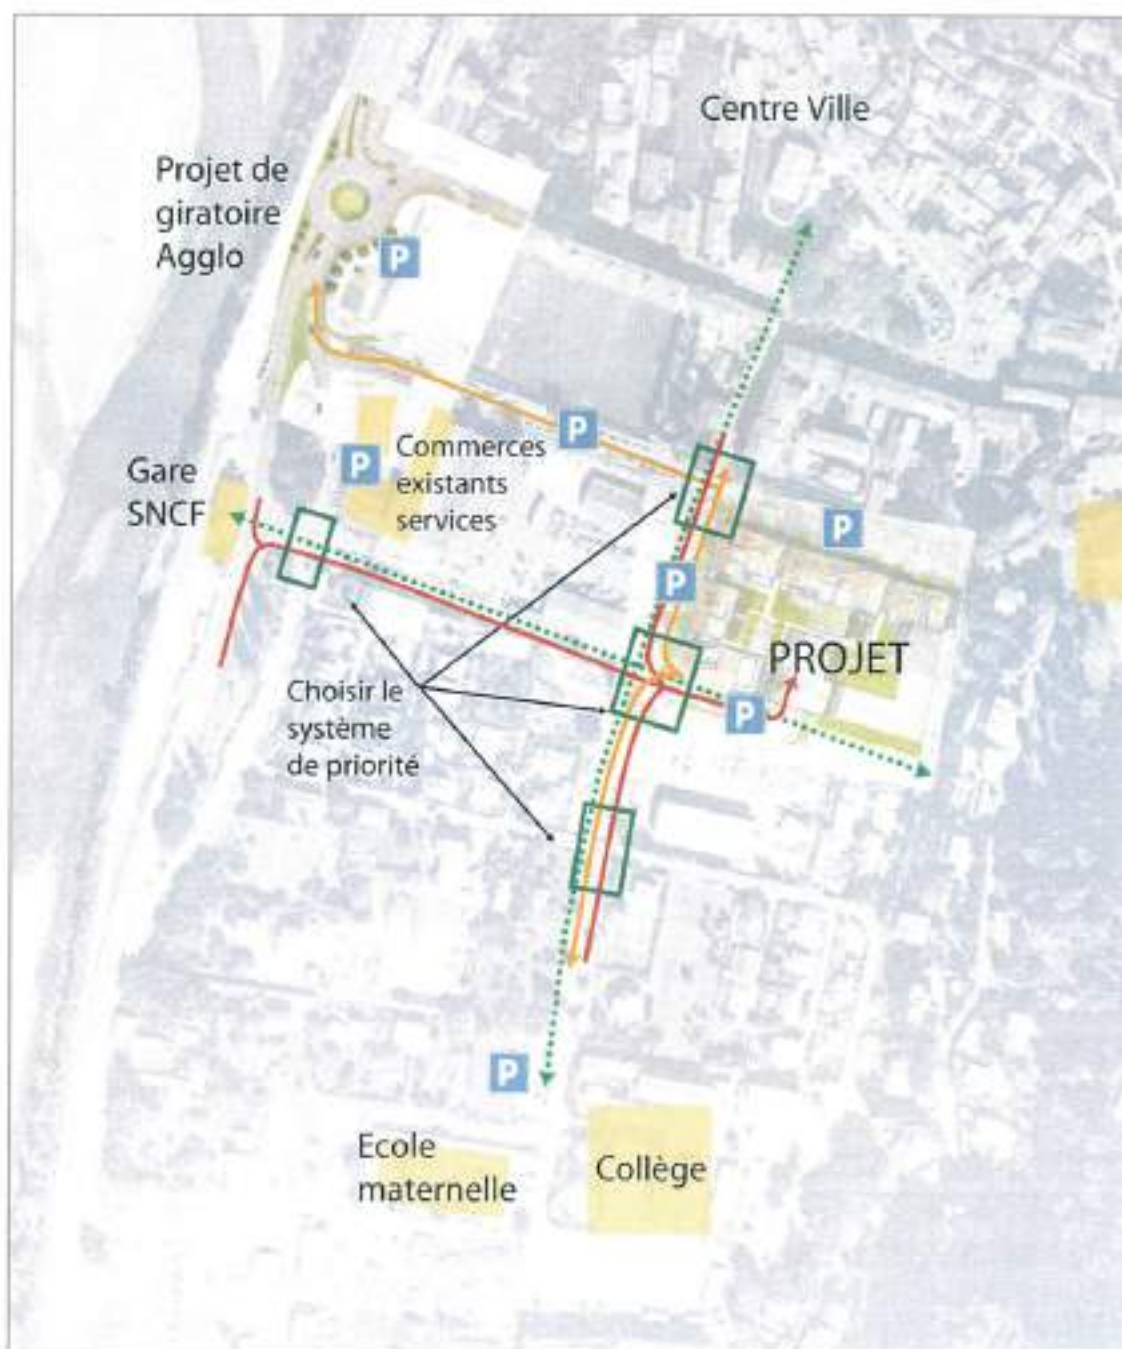 Centre Ville
Projet de
giratoire
Agglo
P
P
Commerces
existants
services
P
Gare
SNCF
P
P
PROJET
P
Choisir le
système
de priorité
P
Ecole
maternelle
Collège